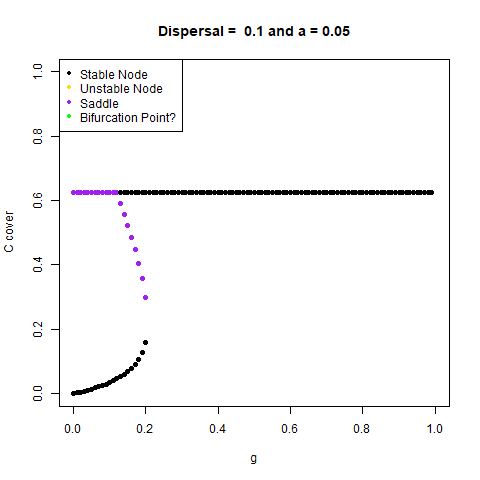 Dispersal =  0.1 and a = 0.05
Stable Node
Unstable Node
Saddle
Bifurcation Point?
C cover
1.0
0.8
0.6
0.4
0.2
0.0
0.0 0.2 0.4 0.6 0.8 1.0
g